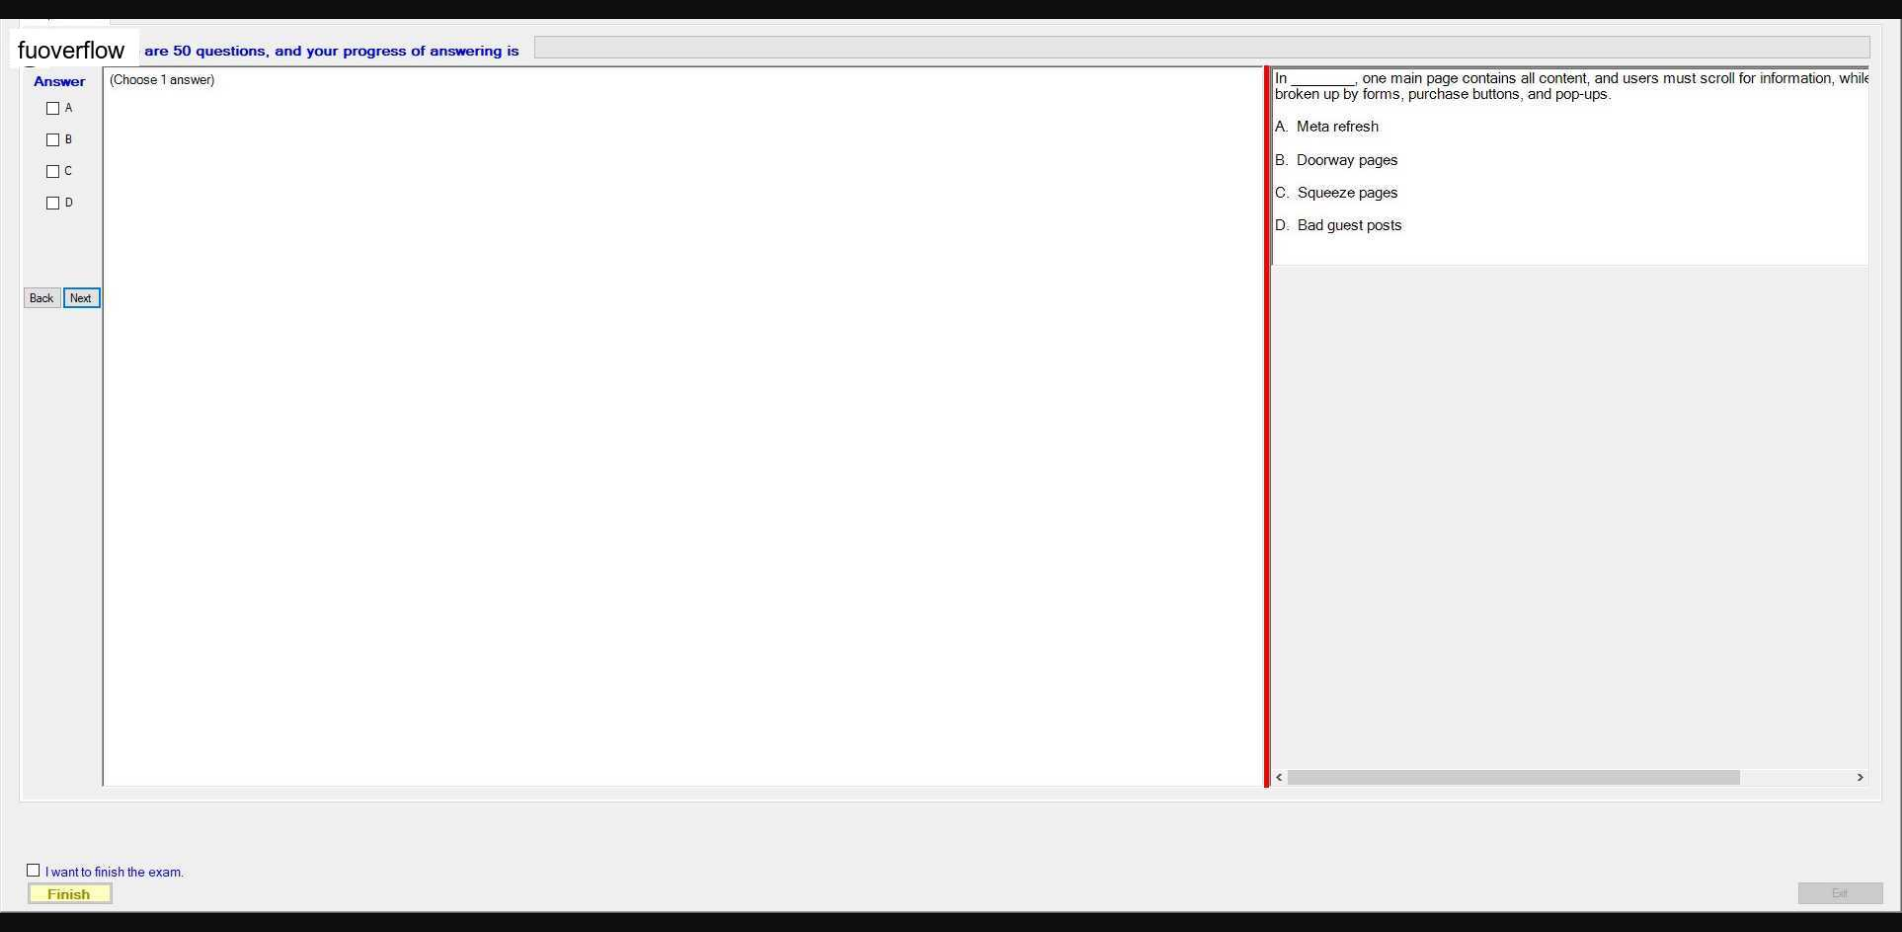 fuoverflow are 50 questions, and your progress of answering is
Answer
(Choose 1 answer)
A
B
C
D
Back Next
In ________, one main page contains all content, and users must scroll for information, while
broken up by forms, purchase buttons, and pop-ups.
A. Meta refresh
B. Doorway pages
C. Squeeze pages
D. Bad guest posts
I want to finish the exam.
Finish
Exit